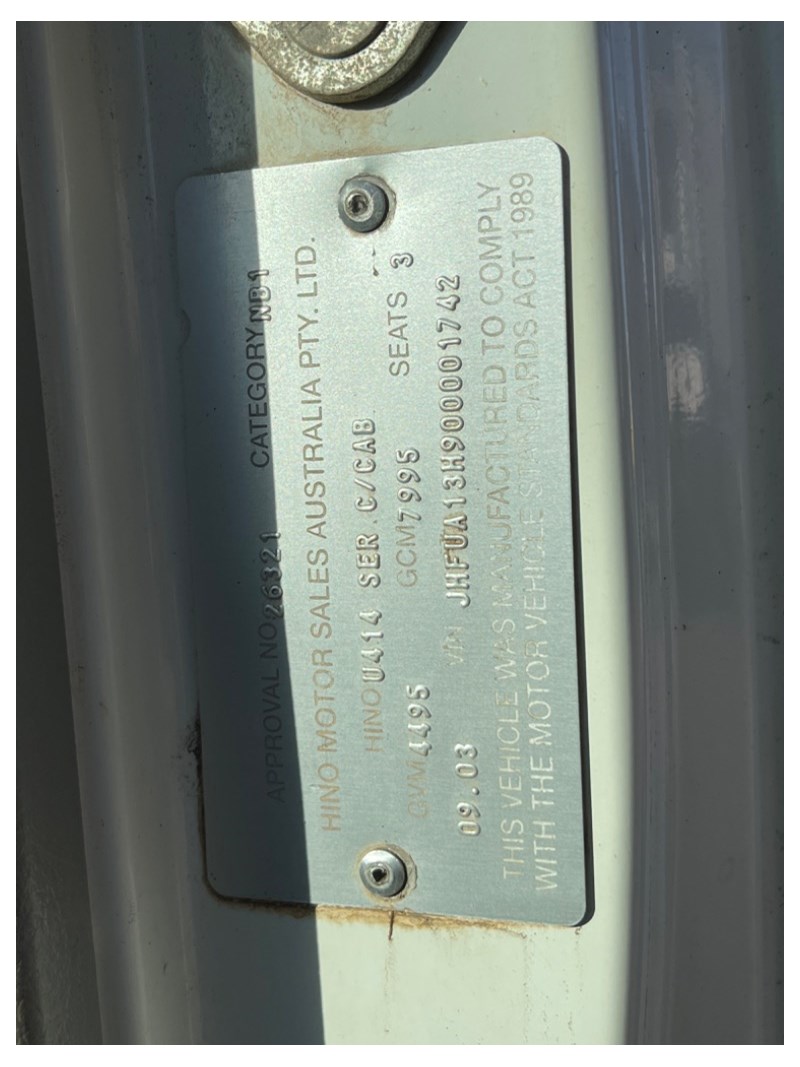 APPROVAL NO 26321 CATEGORY NB1
HINO MOTOR SALES AUSTRALIA PTY. LTD.
HINO U414 SER C/CAB
GVM 4495 GCM 7995 SEATS 3
09.03 VIN JHFUA13H900001742
THIS VEHICLE WAS MANUFACTURED TO COMPLY
WITH THE MOTOR VEHICLE STANDARDS ACT 1989